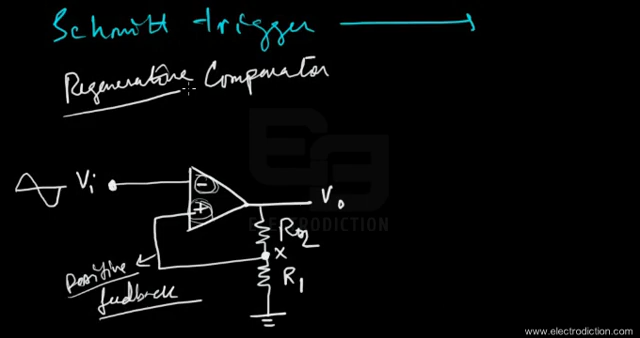 Schmitt trigger
Regenerative Comparator
Vi
-
+
Vo
R2
x
R1
positive
feedback
ELECTRODICTION
www.electrodiction.com